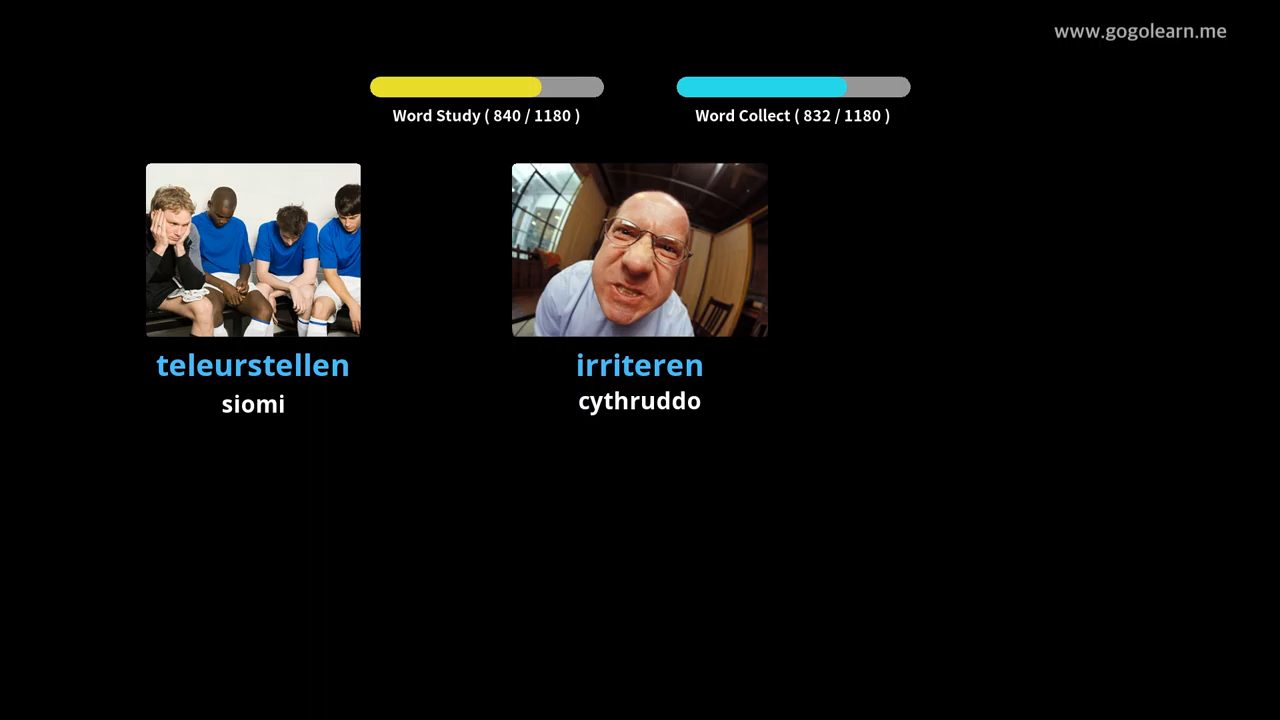 www.gogolearn.me
Word Study ( 840 / 1180 )
Word Collect ( 832 / 1180 )
teleurstellen
siomi
irriteren
cythruddo